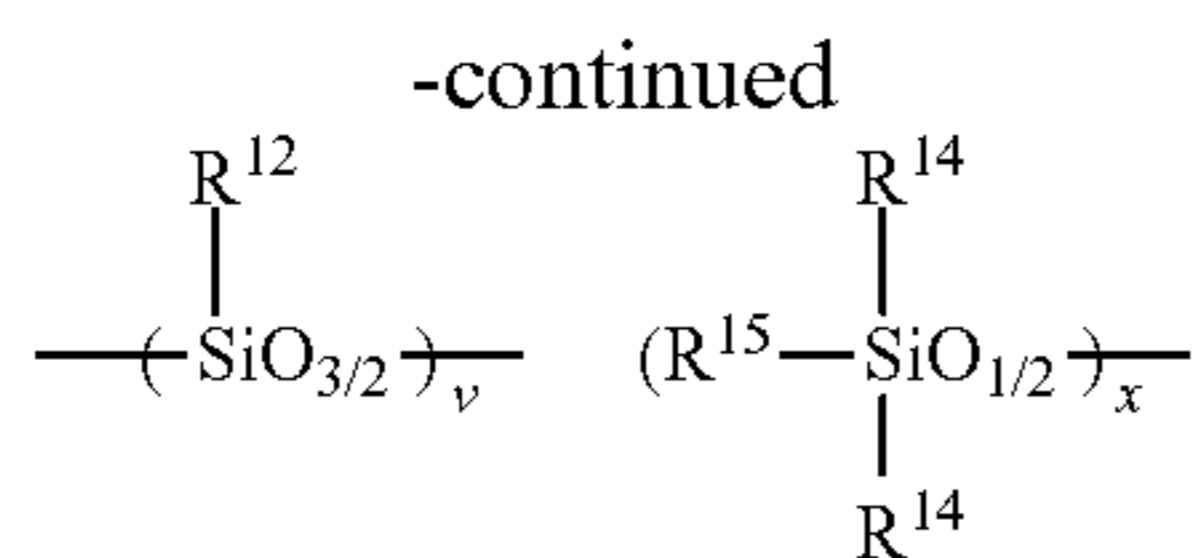 -continued
R12 R14
(SiO3/2)v (R15—SiO1/2)x
R14